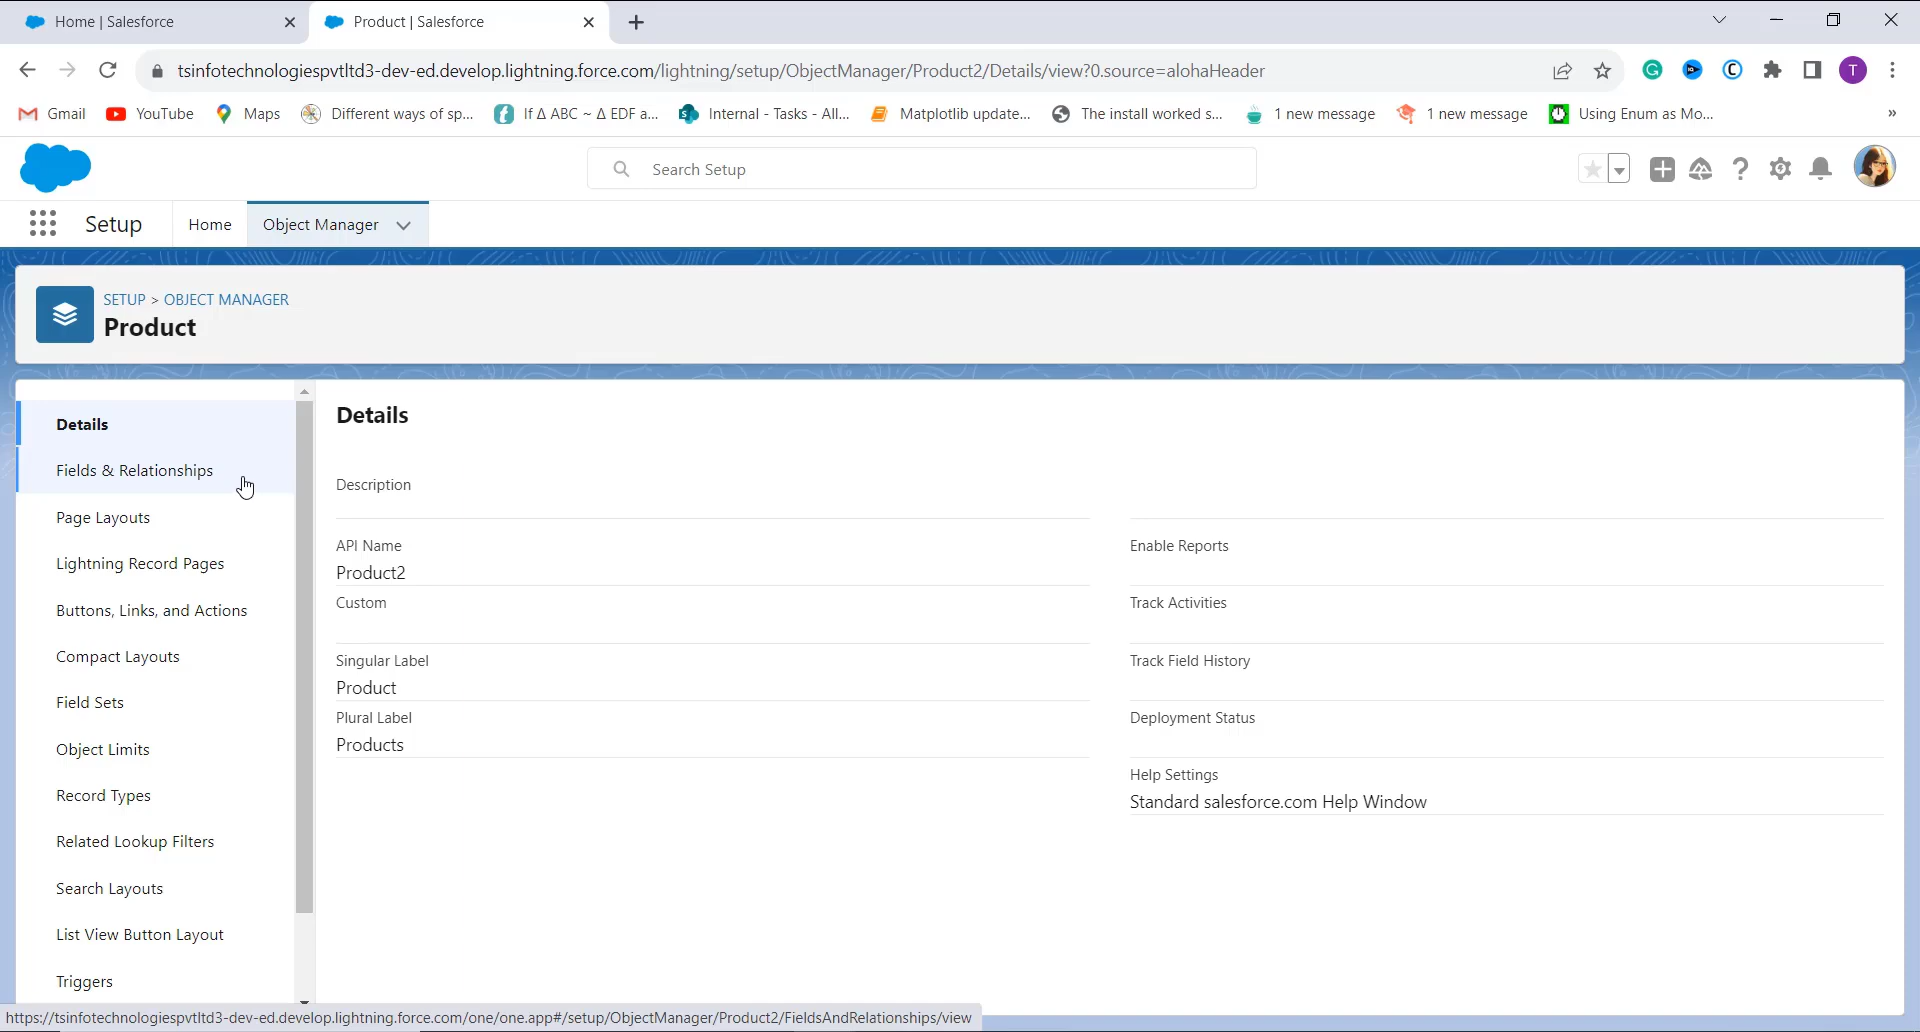 Home | Salesforce
Product | Salesforce
tsinfotechnologiespvtltd3-dev-ed.develop.lightning.force.com/lightning/setup/ObjectManager/Product2/Details/view?0.source=alohaHeader
T
Gmail
YouTube
Maps
Different ways of sp...
If Δ ABC ~ Δ EDF a...
Internal - Tasks - All...
Matplotlib update...
The install worked s...
1 new message
1 new message
Using Enum as Mo...
»
Search Setup
Setup
Home
Object Manager
SETUP > OBJECT MANAGER
Product
Details
Fields & Relationships
Page Layouts
Lightning Record Pages
Buttons, Links, and Actions
Compact Layouts
Field Sets
Object Limits
Record Types
Related Lookup Filters
Search Layouts
List View Button Layout
Triggers
Details
Description
API Name
Product2
Custom
Singular Label
Product
Plural Label
Products
Enable Reports
Track Activities
Track Field History
Deployment Status
Help Settings
Standard salesforce.com Help Window
https://tsinfotechnologiespvtltd3-dev-ed.develop.lightning.force.com/one/one.app#/setup/ObjectManager/Product2/FieldsAndRelationships/view